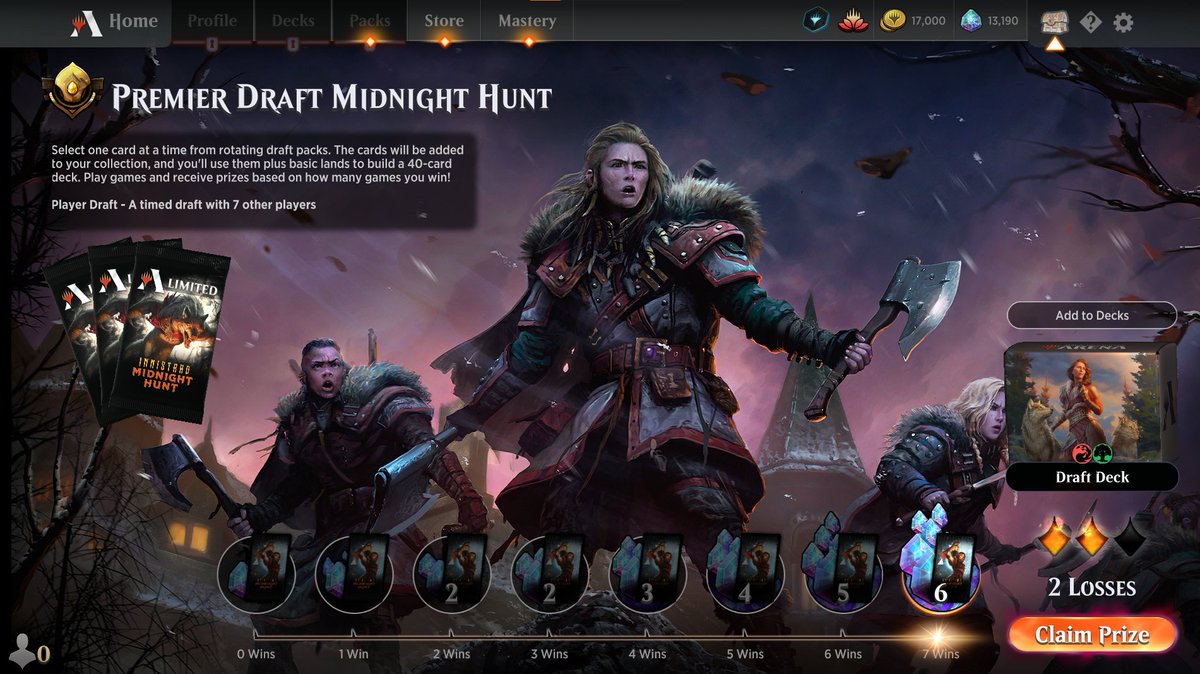 Home
Profile
Decks
Packs
Store
Mastery
17,000
13,190
Premier Draft Midnight Hunt
Select one card at a time from rotating draft packs. The cards will be added
to your collection, and you'll use them plus basic lands to build a 40-card
deck. Play games and receive prizes based on how many games you win!
Player Draft - A timed draft with 7 other players
LIMITED
INNISTRAD
MIDNIGHT
HUNT
Add to Decks
ARENA
Draft Deck
2
2
3
4
5
6
2 Losses
Claim Prize
0 Wins
1 Win
2 Wins
3 Wins
4 Wins
5 Wins
6 Wins
7 Wins
0